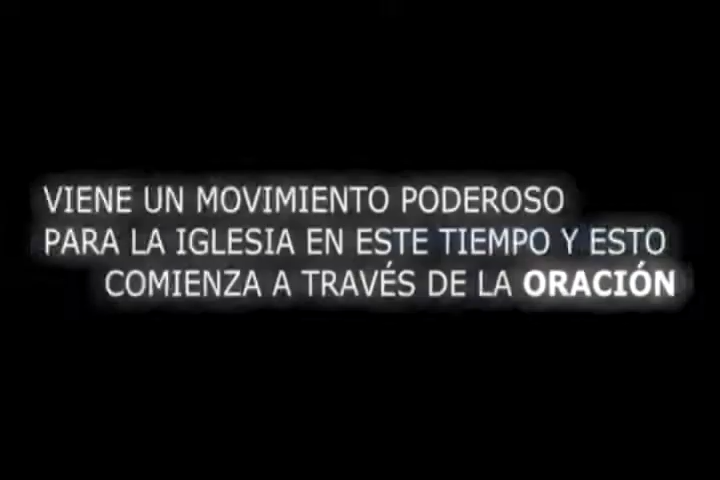 VIENE UN MOVIMIENTO PODEROSO
PARA LA IGLESIA EN ESTE TIEMPO Y ESTO
COMIENZA A TRAVÉS DE LA ORACIÓN